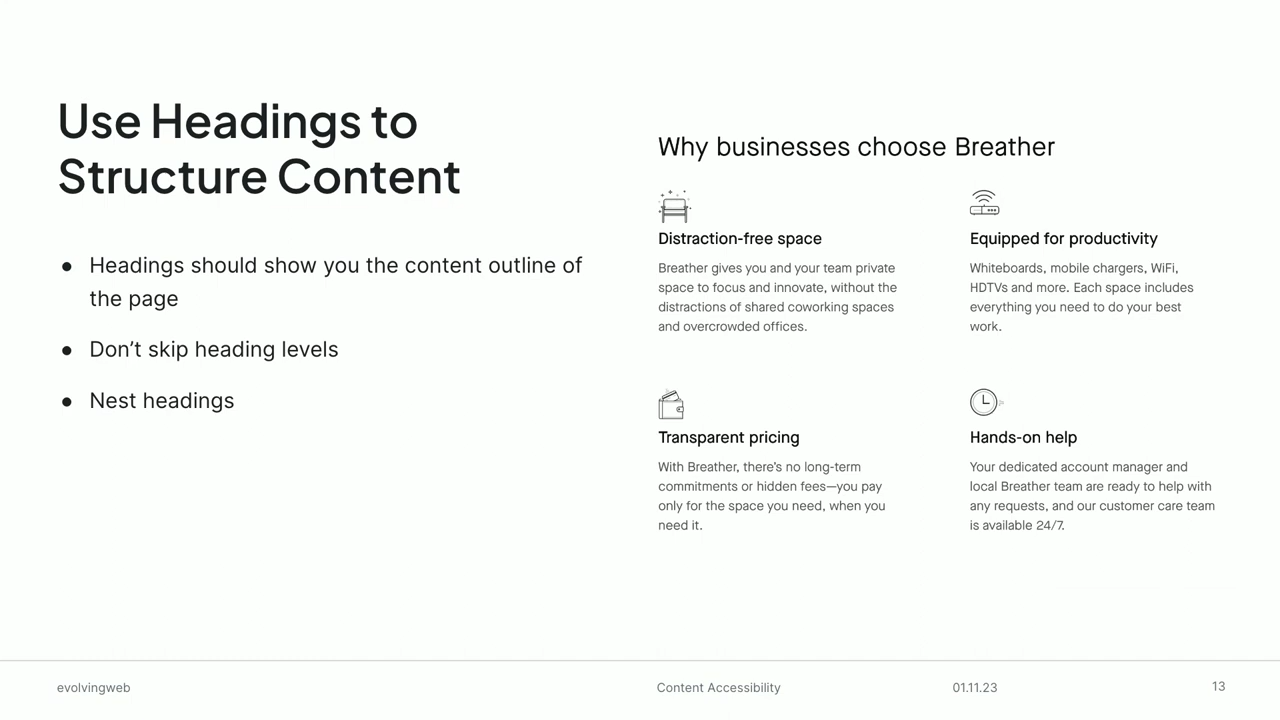 Use Headings to
Structure Content
● Headings should show you the content outline of
the page
● Don’t skip heading levels
● Nest headings
Why businesses choose Breather
Distraction-free space
Breather gives you and your team private
space to focus and innovate, without the
distractions of shared coworking spaces
and overcrowded offices.
Equipped for productivity
Whiteboards, mobile chargers, WiFi,
HDTVs and more. Each space includes
everything you need to do your best
work.
Transparent pricing
With Breather, there’s no long-term
commitments or hidden fees—you pay
only for the space you need, when you
need it.
Hands-on help
Your dedicated account manager and
local Breather team are ready to help with
any requests, and our customer care team
is available 24/7.
evolvingweb
Content Accessibility
01.11.23
13